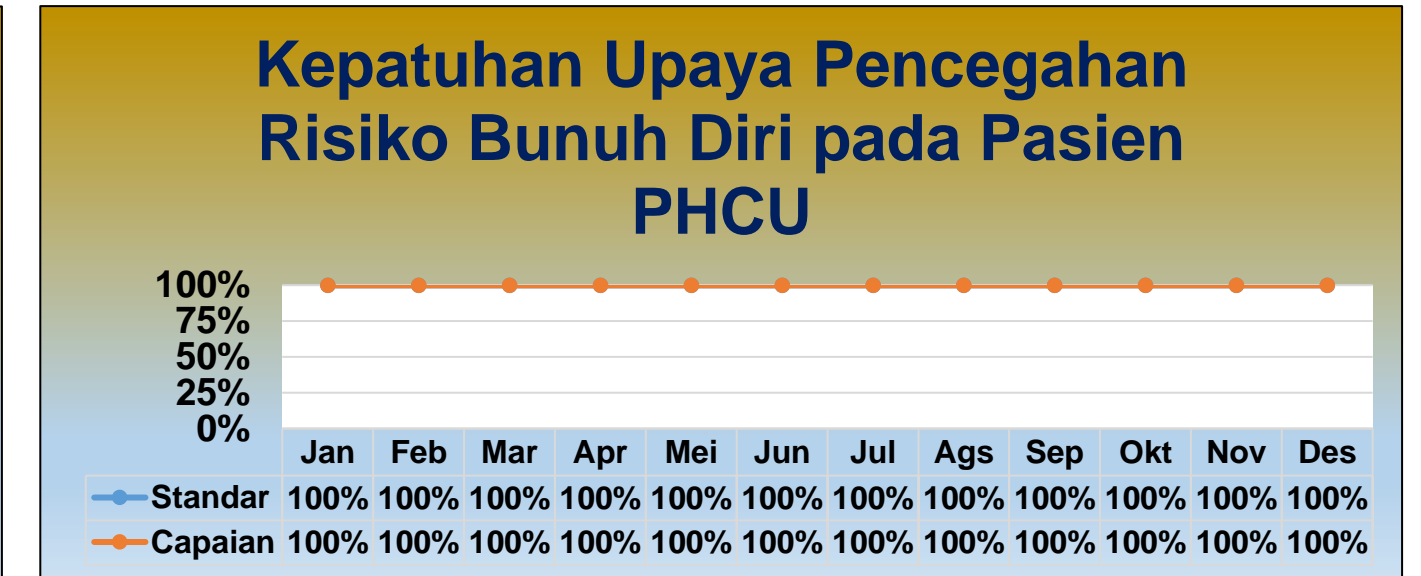 Kepatuhan Upaya Pencegahan
Risiko Bunuh Diri pada Pasien
PHCU
100%
75%
50%
25%
0%
Jan Feb Mar Apr Mei Jun Jul Ags Sep Okt Nov Des
Standar 100% 100% 100% 100% 100% 100% 100% 100% 100% 100% 100% 100%
Capaian 100% 100% 100% 100% 100% 100% 100% 100% 100% 100% 100% 100%